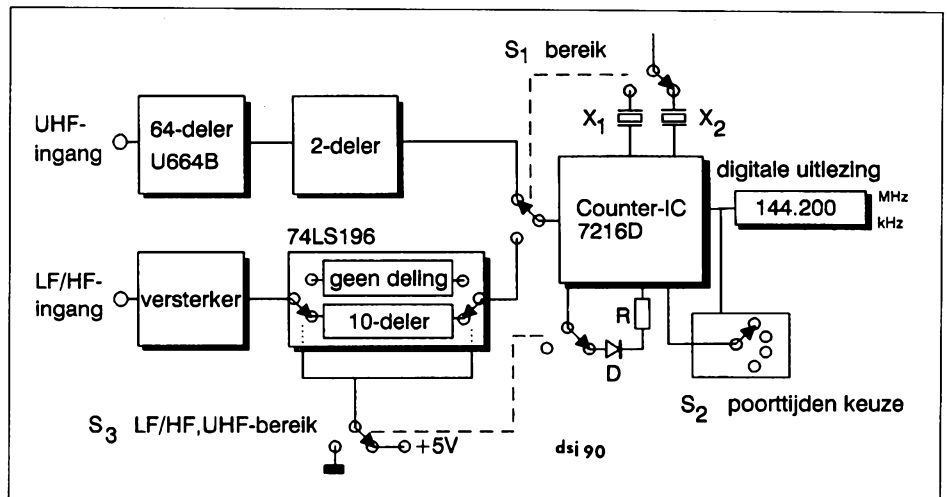 S1 bereik
UHF-
ingang
64-deler
U664B
2-deler
X1
X2
digitale uitlezing
144.200
MHz
kHz
Counter-IC
7216D
74LS196
LF/HF-
ingang
versterker
geen deling
10-deler
R
D
S2 poorttijden keuze
S3 LF/HF,UHF-bereik
+5V
dsi 90